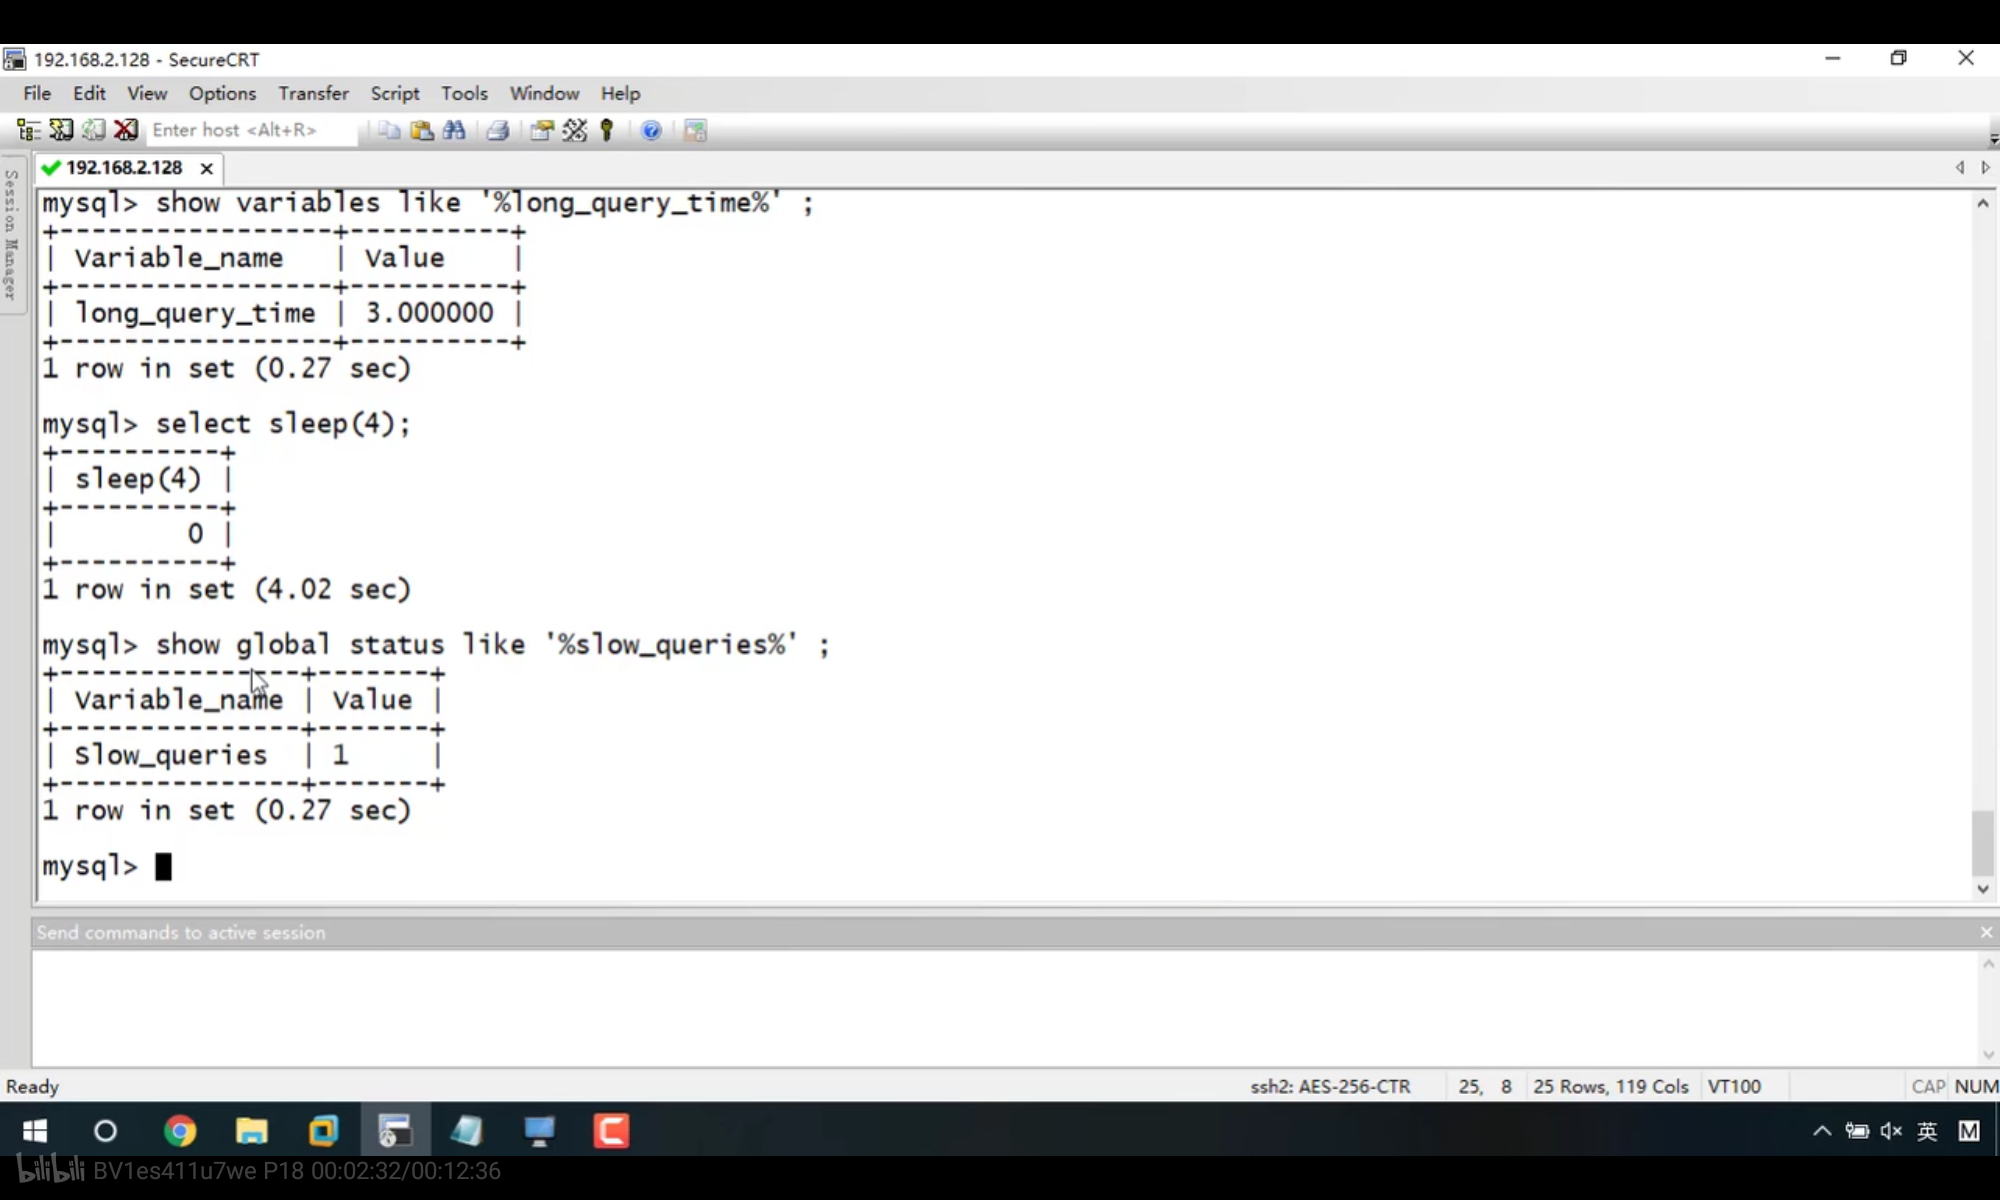 192.168.2.128 - SecureCRT
File Edit View Options Transfer Script Tools Window Help
Enter host <Alt+R>
192.168.2.128
Session Manager
mysql> show variables like '%long_query_time%' ;
+-----------------+----------+
| Variable_name   | Value    |
+-----------------+----------+
| long_query_time | 3.000000 |
+-----------------+----------+
1 row in set (0.27 sec)
mysql> select sleep(4);
+----------+
| sleep(4) |
+----------+
|        0 |
+----------+
1 row in set (4.02 sec)
mysql> show global status like '%slow_queries%' ;
+---------------+-------+
| Variable_name | Value |
+---------------+-------+
| Slow_queries  | 1     |
+---------------+-------+
1 row in set (0.27 sec)
mysql>
Send commands to active session
Ready ssh2: AES-256-CTR 25, 8 25 Rows, 119 Cols VT100 CAP NUM
英 M
bilibili BV1es411u7we P18 00:02:32/00:12:36